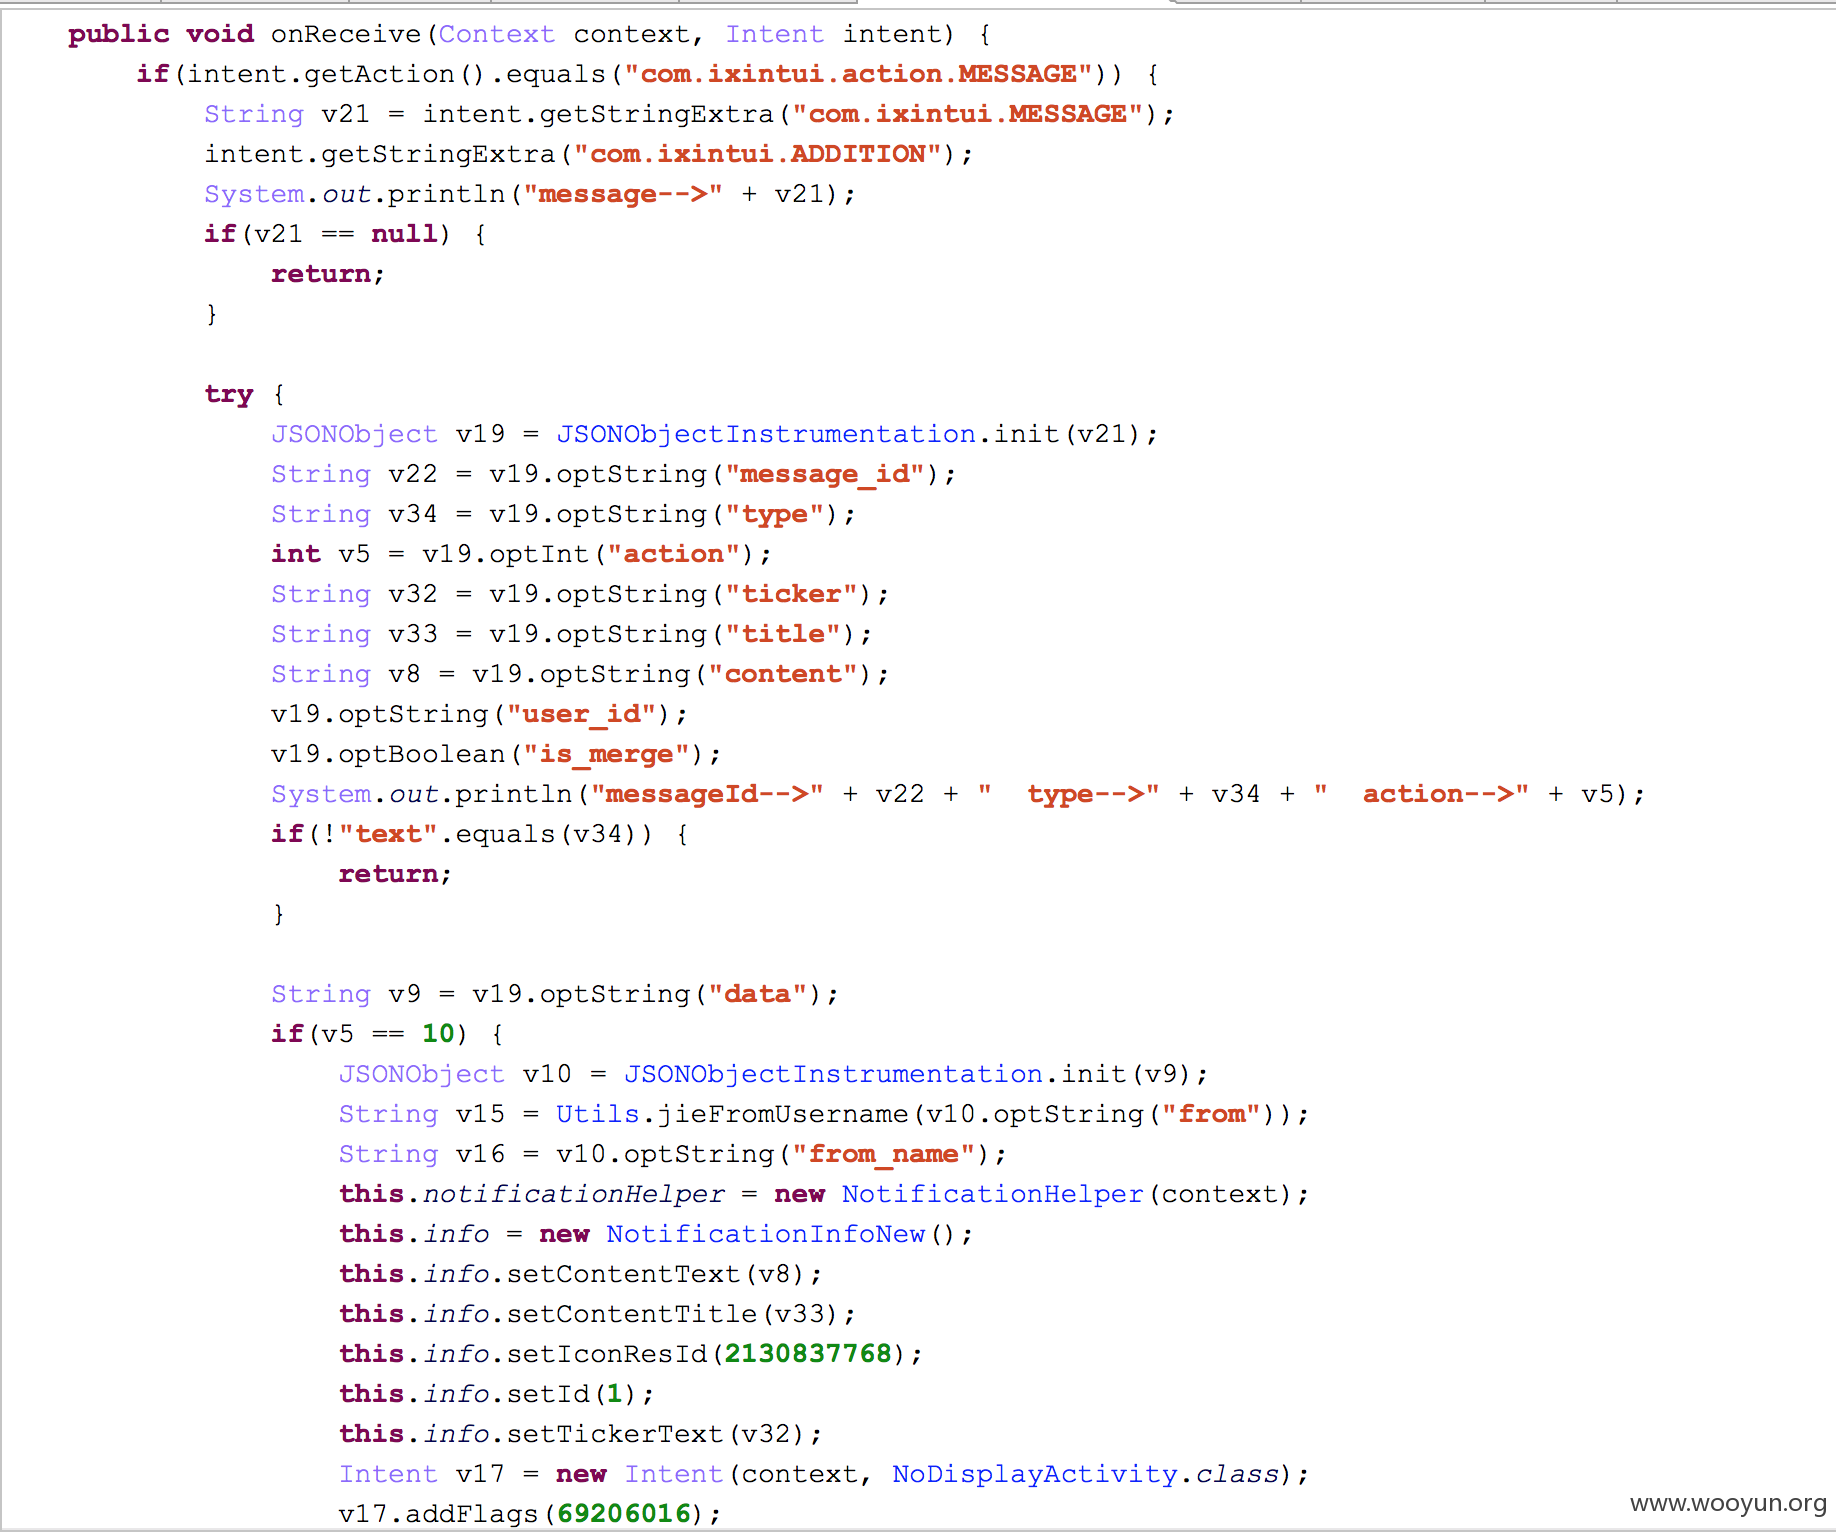 public void onReceive(Context context, Intent intent) {
    if(intent.getAction().equals("com.ixintui.action.MESSAGE")) {
        String v21 = intent.getStringExtra("com.ixintui.MESSAGE");
        intent.getStringExtra("com.ixintui.ADDITION");
        System.out.println("message-->" + v21);
        if(v21 == null) {
            return;
        }

        try {
            JSONObject v19 = JSONObjectInstrumentation.init(v21);
            String v22 = v19.optString("message_id");
            String v34 = v19.optString("type");
            int v5 = v19.optInt("action");
            String v32 = v19.optString("ticker");
            String v33 = v19.optString("title");
            String v8 = v19.optString("content");
            v19.optString("user_id");
            v19.optBoolean("is_merge");
            System.out.println("messageId-->" + v22 + "  type-->" + v34 + "  action-->" + v5);
            if(!"text".equals(v34)) {
                return;
            }

            String v9 = v19.optString("data");
            if(v5 == 10) {
                JSONObject v10 = JSONObjectInstrumentation.init(v9);
                String v15 = Utils.jieFromUsername(v10.optString("from"));
                String v16 = v10.optString("from_name");
                this.notificationHelper = new NotificationHelper(context);
                this.info = new NotificationInfoNew();
                this.info.setContentText(v8);
                this.info.setContentTitle(v33);
                this.info.setIconResId(2130837768);
                this.info.setId(1);
                this.info.setTickerText(v32);
                Intent v17 = new Intent(context, NoDisplayActivity.class);
                v17.addFlags(69206016);
www.wooyun.org